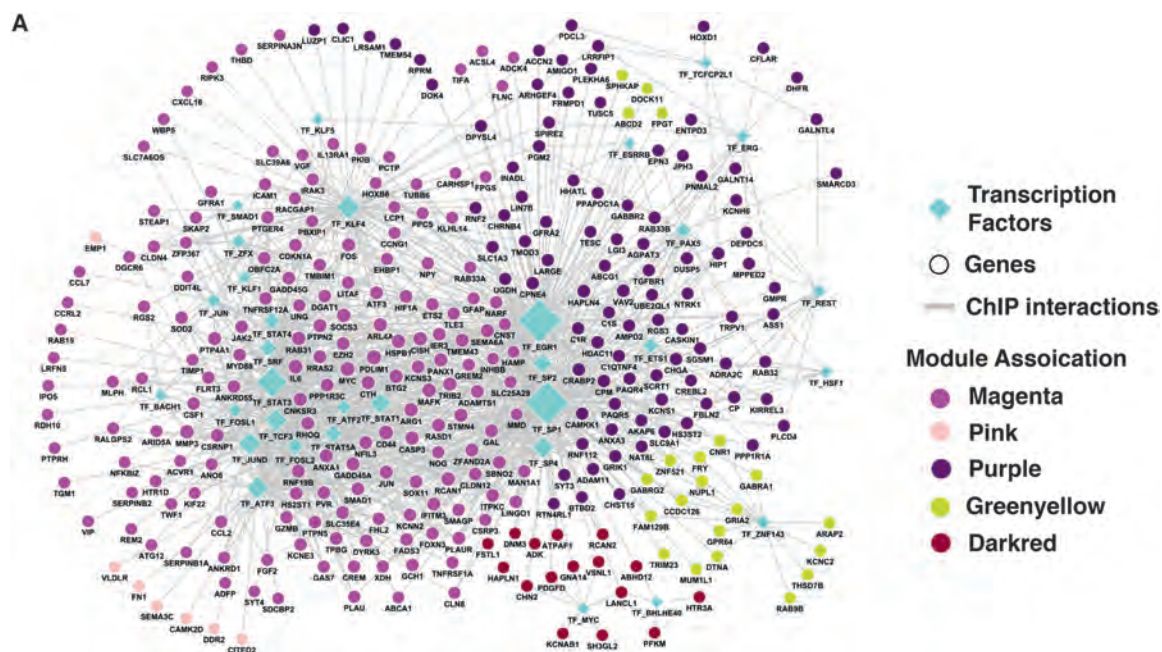 A
PDCL3
HOXD1
SERPINA3N
LUZP1
CLIC1
LRSAM1
TMEM54
RPRM
DOK4
THBD
RIPK3
CXCL16
WBP5
SLC7A6OS
TIFA
ACSL4
ADCK4
FLNC
ACCN2
AMIGO1
LRRFIP1
PLEKHA6
ARHGEF4
FRMPD1
TUSC5
SPHKAP
DOCK11
ABCD2
FPGT
TF_TCFCP2L1
CFLAR
DHFR
GALNTL4
TF_KLF5
DPYSL4
SPIRE2
PGM2
TF_ESRRB
ENTPD3
TF_ERG
EPN3
JPH3
PNMAL2
GALNT14
SMARCD3
KCNH6
SLC39A6
VGF
IL13RA1
PKIB
PCTP
CARHSP1
FPGS
INADL
LIN7B
HHATL
PPAPDC1A
GABBR2
RAB33B
GFRA1
TF_SMAD1
ICAM1
IRAK3
RACGAP1
HOXB8
TUBB6
TF_KLF4
LCP1
PPCS
RNF2
CHRNB4
GFRA2
KLHL14
STEAP1
SKAP2
PTGER4
PBXIP1
CCNG1
SLC1A3
TMOD3
TESC
LGI3
AGPAT3
TF_PAX5
DEPDC5
HIP1
MPPED2
EMP1
CLDN4
ZFP367
TF_ZFX
OBFC2A
CDKN1A
FOS
EHBP1
NPY
RAB33A
LARGE
UGDH
CPNE4
ABCG1
TGFBR1
DUSP5
CCL7
DGCR6
DDIT4L
TF_KLF1
GADD45G
TMBIM1
TNFRSF12A
DGAT1
LITAF
ATF3
HIF1A
ETS2
GFAP
NARF
HAPLN4
VAV2
UBE2QL1
NTRK1
GMPR
TF_REST
CCRL2
RGS2
SOD2
TF_JUN
JAK2
TF_STAT4
UNG
SOCS3
PTPN2
ARL4A
TLE3
IER2
SEMA6A
CNST
TF_EGR1
C1S
C1R
AMPD2
RGS3
CASKIN1
TRPV1
ASS1
RAB15
PTP4A1
MYD88
TF_SRF
RAB31
EZH2
HSPB1
CISH
TMEM43
HAMP
TF_SP2
HDAC11
TF_ETS1
SGSM1
CHGA
ADRA2C
RAB32
TF_HSF1
LRFN5
TIMP1
IL6
RRAS2
PDLIM1
PANX1
GREM2
INHBB
C1QTNF4
IPO5
MLPH
RCL1
FLRT3
ANKRD55
TF_STAT3
MYC
KCNS3
SLC25A29
CRABP2
CPM
PAQR4
SCRT1
CREBL2
CP
KIRREL3
RDH10
TF_BACH1
CSF1
TF_FOSL1
CNKSR3
PPP1R3C
CTH
BTG2
TRIB2
ADAMTS1
MAFK
PAQR5
KCNS1
FBLN2
PLCD4
TF_ATF2
TF_STAT1
ARG1
STMN4
MMD
TF_SP1
CAMKK1
AKAP6
HS3ST2
RALGPS2
ARID5A
MMP3
CSRNP1
TF_TCF3
RHOQ
TF_STAT5A
NFIL3
CD44
RASD1
GAL
ANXA3
SLC9A1
CNR1
PPP1R1A
PTPRH
NFKBIZ
ACVR1
ANO6
TF_JUND
TF_FOSL2
ANXA1
GADD45A
CASP3
NOG
ZFAND2A
TF_SP4
RNF112
NAT8L
ZNF521
FRY
GABRA1
TGM1
HTR1D
SERPINB2
KIF22
TWF1
TF_ATF3
RNF19B
HS2ST1
PVR
JUN
SMAD1
SOX11
SBNO2
CLDN12
MAN1A1
RCAN1
GRIK1
ADAM11
SYT3
GABRG2
NUPL1
CCDC126
VIP
REM2
ATG12
CCL2
GZMB
PTPN5
SLC35E4
FHL2
KCNN2
IFITM3
SMAGP
ITPKC
LINGO1
RTN4RL1
BTBD2
CHST15
FAM129B
GRIA2
TF_ZNF143
ARAP2
SERPINB1A
ANKRD1
KCNE3
TPBG
DYRK3
FADS3
FOXN3
PLAUR
CSRP3
FSTL1
DNM3
ATPAF1
ADK
RCAN2
GPR64
KCNC2
VLDLR
ADFP
FGF2
GAS7
CREM
XDH
GCH1
TNFRSF1A
HAPLN1
GNA14
VSNL1
ABHD12
TRIM23
MUM1L1
DTNA
THSD7B
FN1
SYT4
SDCBP2
PLAU
ABCA1
CLN8
CHN2
PDGFD
LANCL1
HTR3A
RAB9B
SEMA3C
TF_MYC
TF_BHLHE40
CAMK2D
DDR2
CITED2
KCNAB1
SH3GL2
PFKM
Transcription
Factors
Genes
ChIP interactions
Module Assoication
Magenta
Pink
Purple
Greenyellow
Darkred